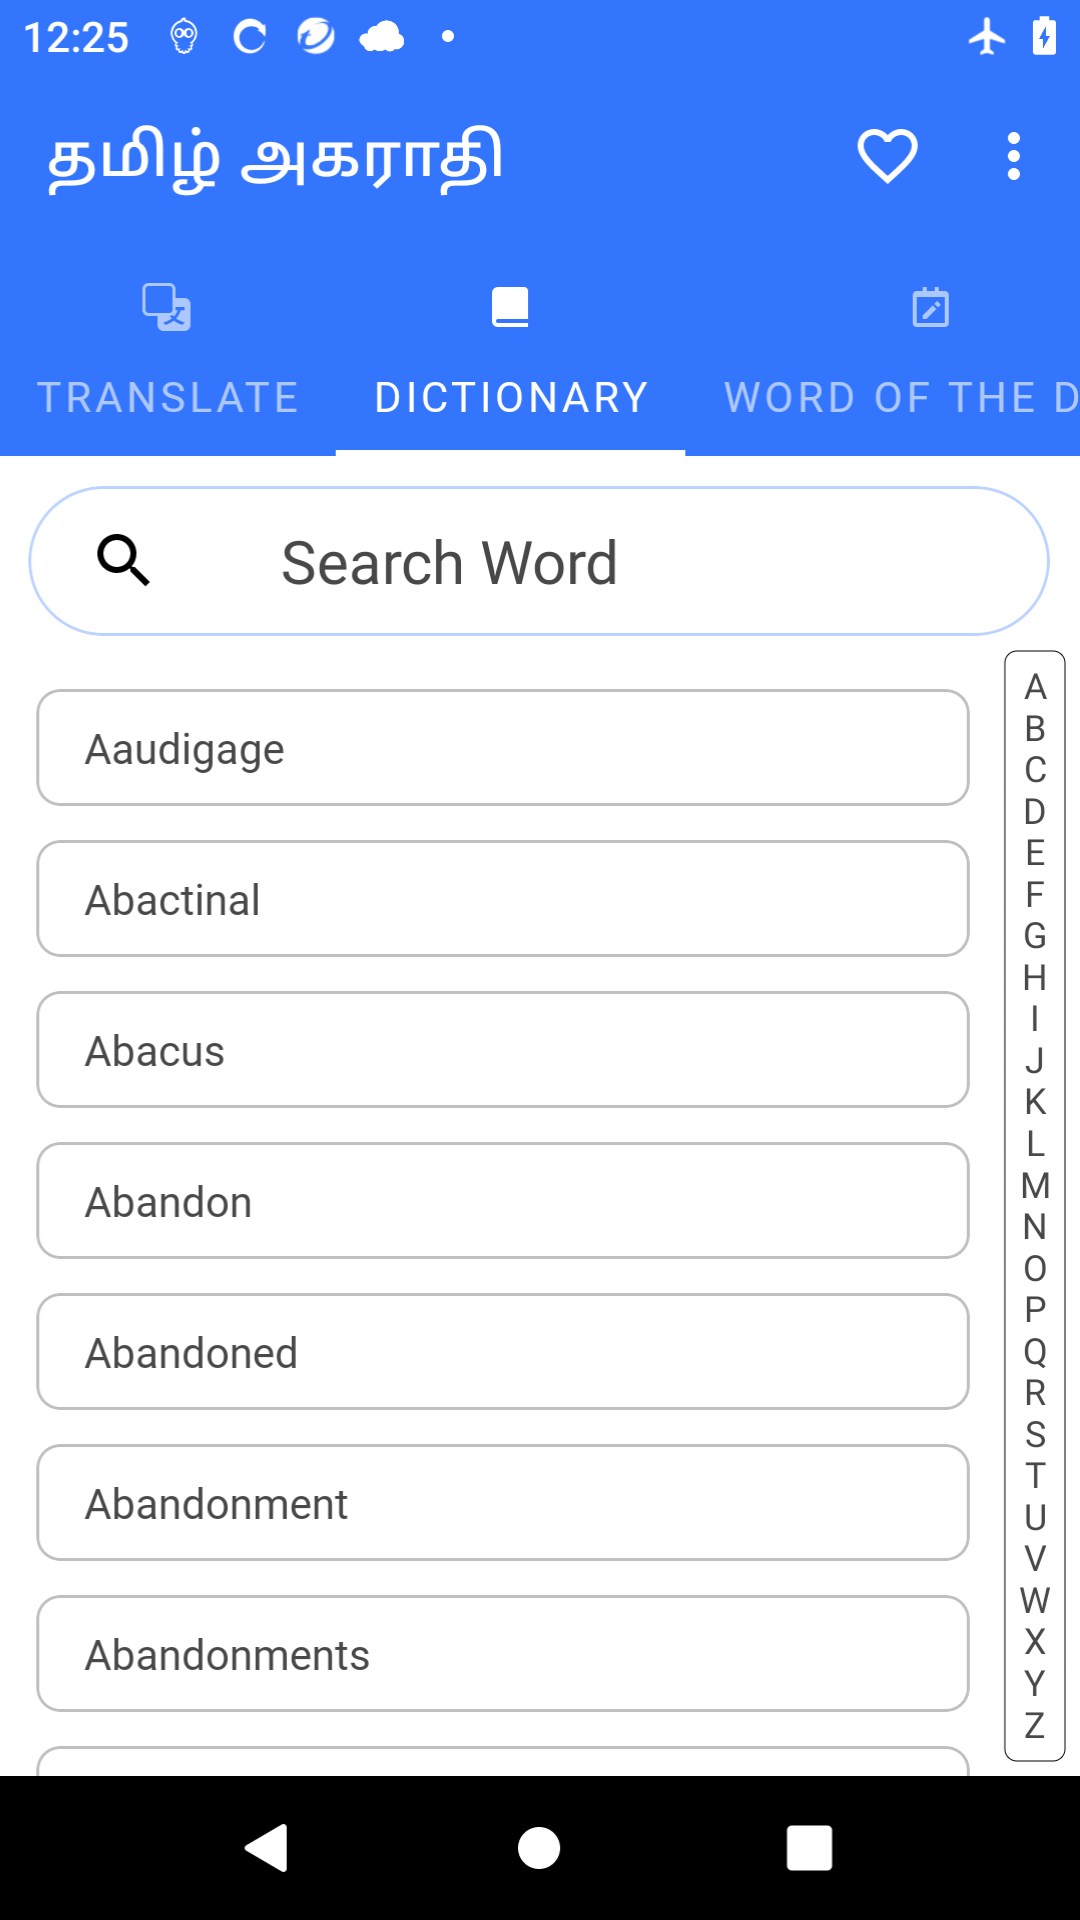 12:25
தமிழ் அகராதி
TRANSLATE
DICTIONARY
WORD OF THE D
Search Word
Aaudigage
Abactinal
Abacus
Abandon
Abandoned
Abandonment
Abandonments
A
B
C
D
E
F
G
H
I
J
K
L
M
N
O
P
Q
R
S
T
U
V
W
X
Y
Z